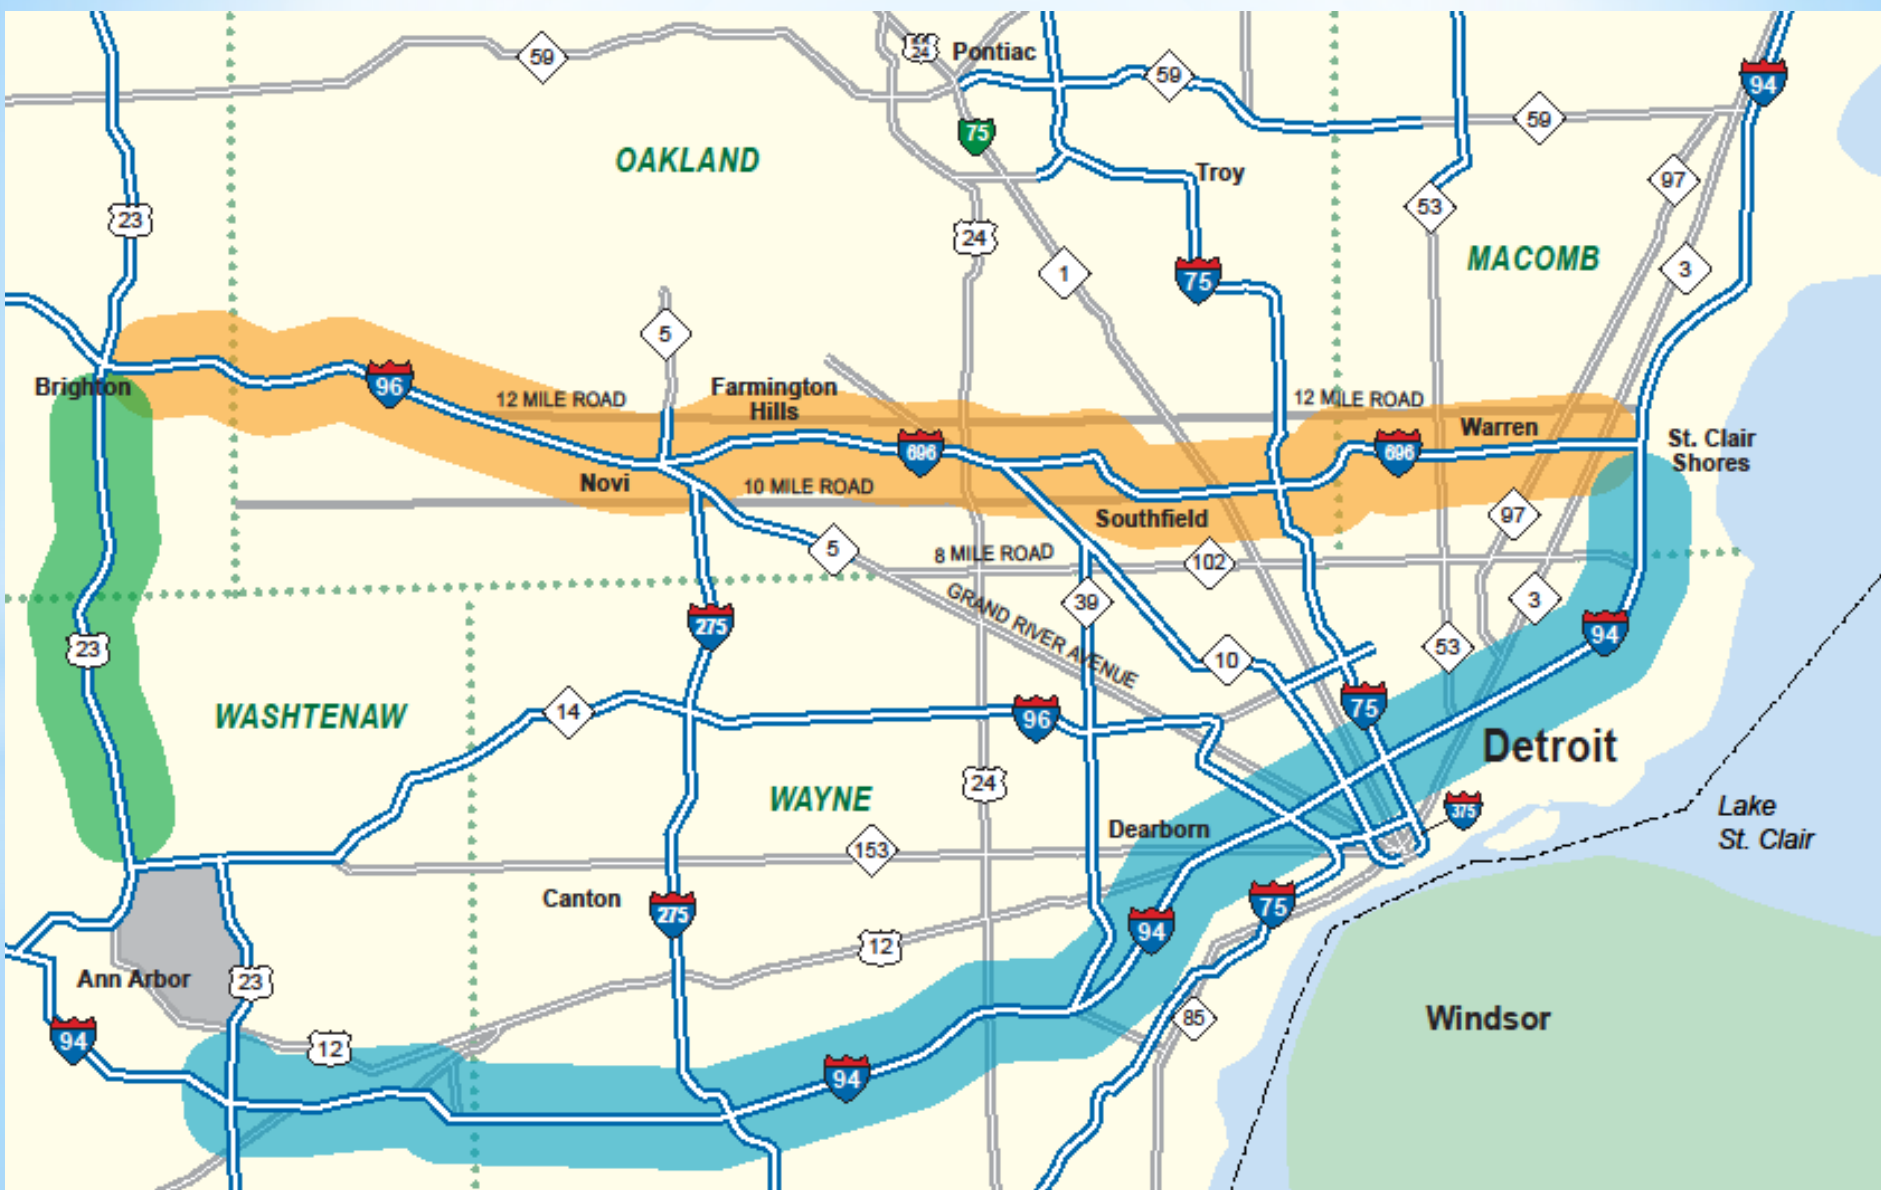 59
24
Pontiac
59
94
59
75
OAKLAND
Troy
97
53
23
24
MACOMB
1
3
75
5
Brighton
96
12 MILE ROAD
Farmington
Hills
12 MILE ROAD
Warren
St. Clair
Shores
696
696
Novi
10 MILE ROAD
Southfield
97
5
8 MILE ROAD
102
39
GRAND RIVER AVENUE
3
275
94
23
10
53
WASHTENAW
14
96
75
Detroit
24
WAYNE
375
Lake
St. Clair
Dearborn
153
Canton
275
75
94
12
Ann Arbor
23
85
Windsor
94
12
94